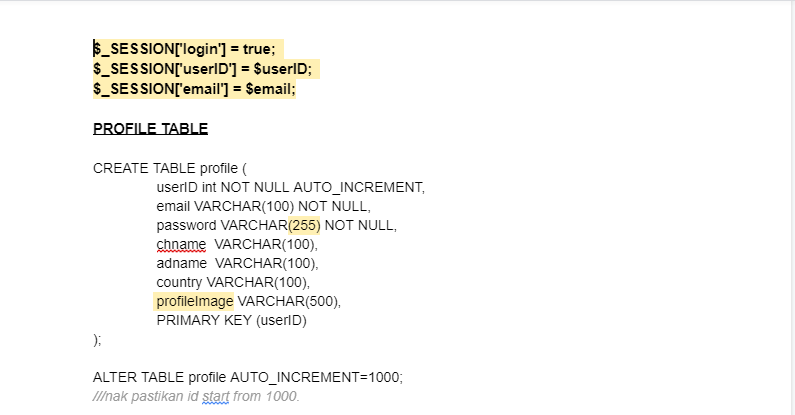 $_SESSION['login'] = true;
$_SESSION['userID'] = $userID;
$_SESSION['email'] = $email;
PROFILE TABLE
CREATE TABLE profile (
userID int NOT NULL AUTO_INCREMENT,
email VARCHAR(100) NOT NULL,
password VARCHAR(255) NOT NULL,
chname  VARCHAR(100),
adname  VARCHAR(100),
country VARCHAR(100),
profileImage VARCHAR(500),
PRIMARY KEY (userID)
);
ALTER TABLE profile AUTO_INCREMENT=1000;
///nak pastikan id start from 1000.